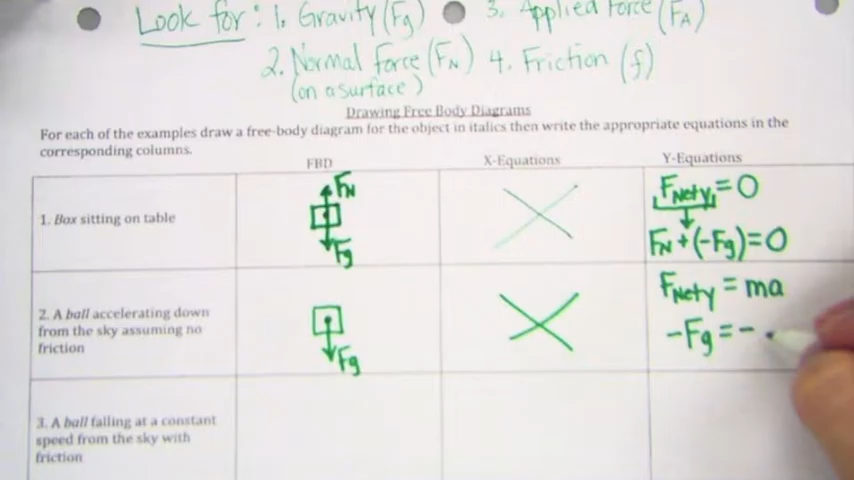 Look for: 1. Gravity (Fg) 3. Applied Force (FA)
2. Normal Force (FN) 4. Friction (f)
(on a surface)
Drawing Free Body Diagrams
For each of the examples draw a free-body diagram for the object in italics then write the appropriate equations in the
corresponding columns.
FBD X-Equations Y-Equations
1. Box sitting on table
FN
Fg
FNety = 0
FN + (-Fg) = 0
2. A ball accelerating down
from the sky assuming no
friction
Fg
FNety = ma
-Fg = -
3. A ball falling at a constant
speed from the sky with
friction